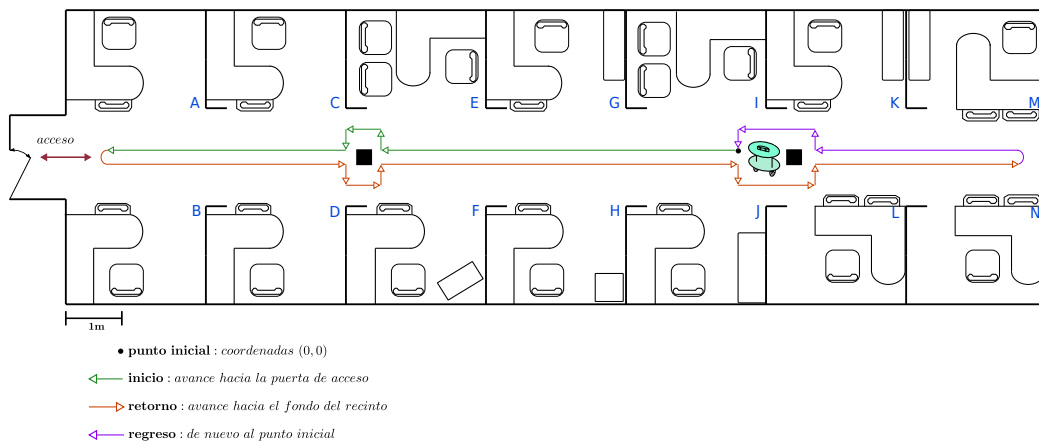 A C E G I K M
acceso
B D F H J L N
1m
punto inicial : coordenadas (0, 0)
inicio : avance hacia la puerta de acceso
retorno : avance hacia el fondo del recinto
regreso : de nuevo al punto inicial